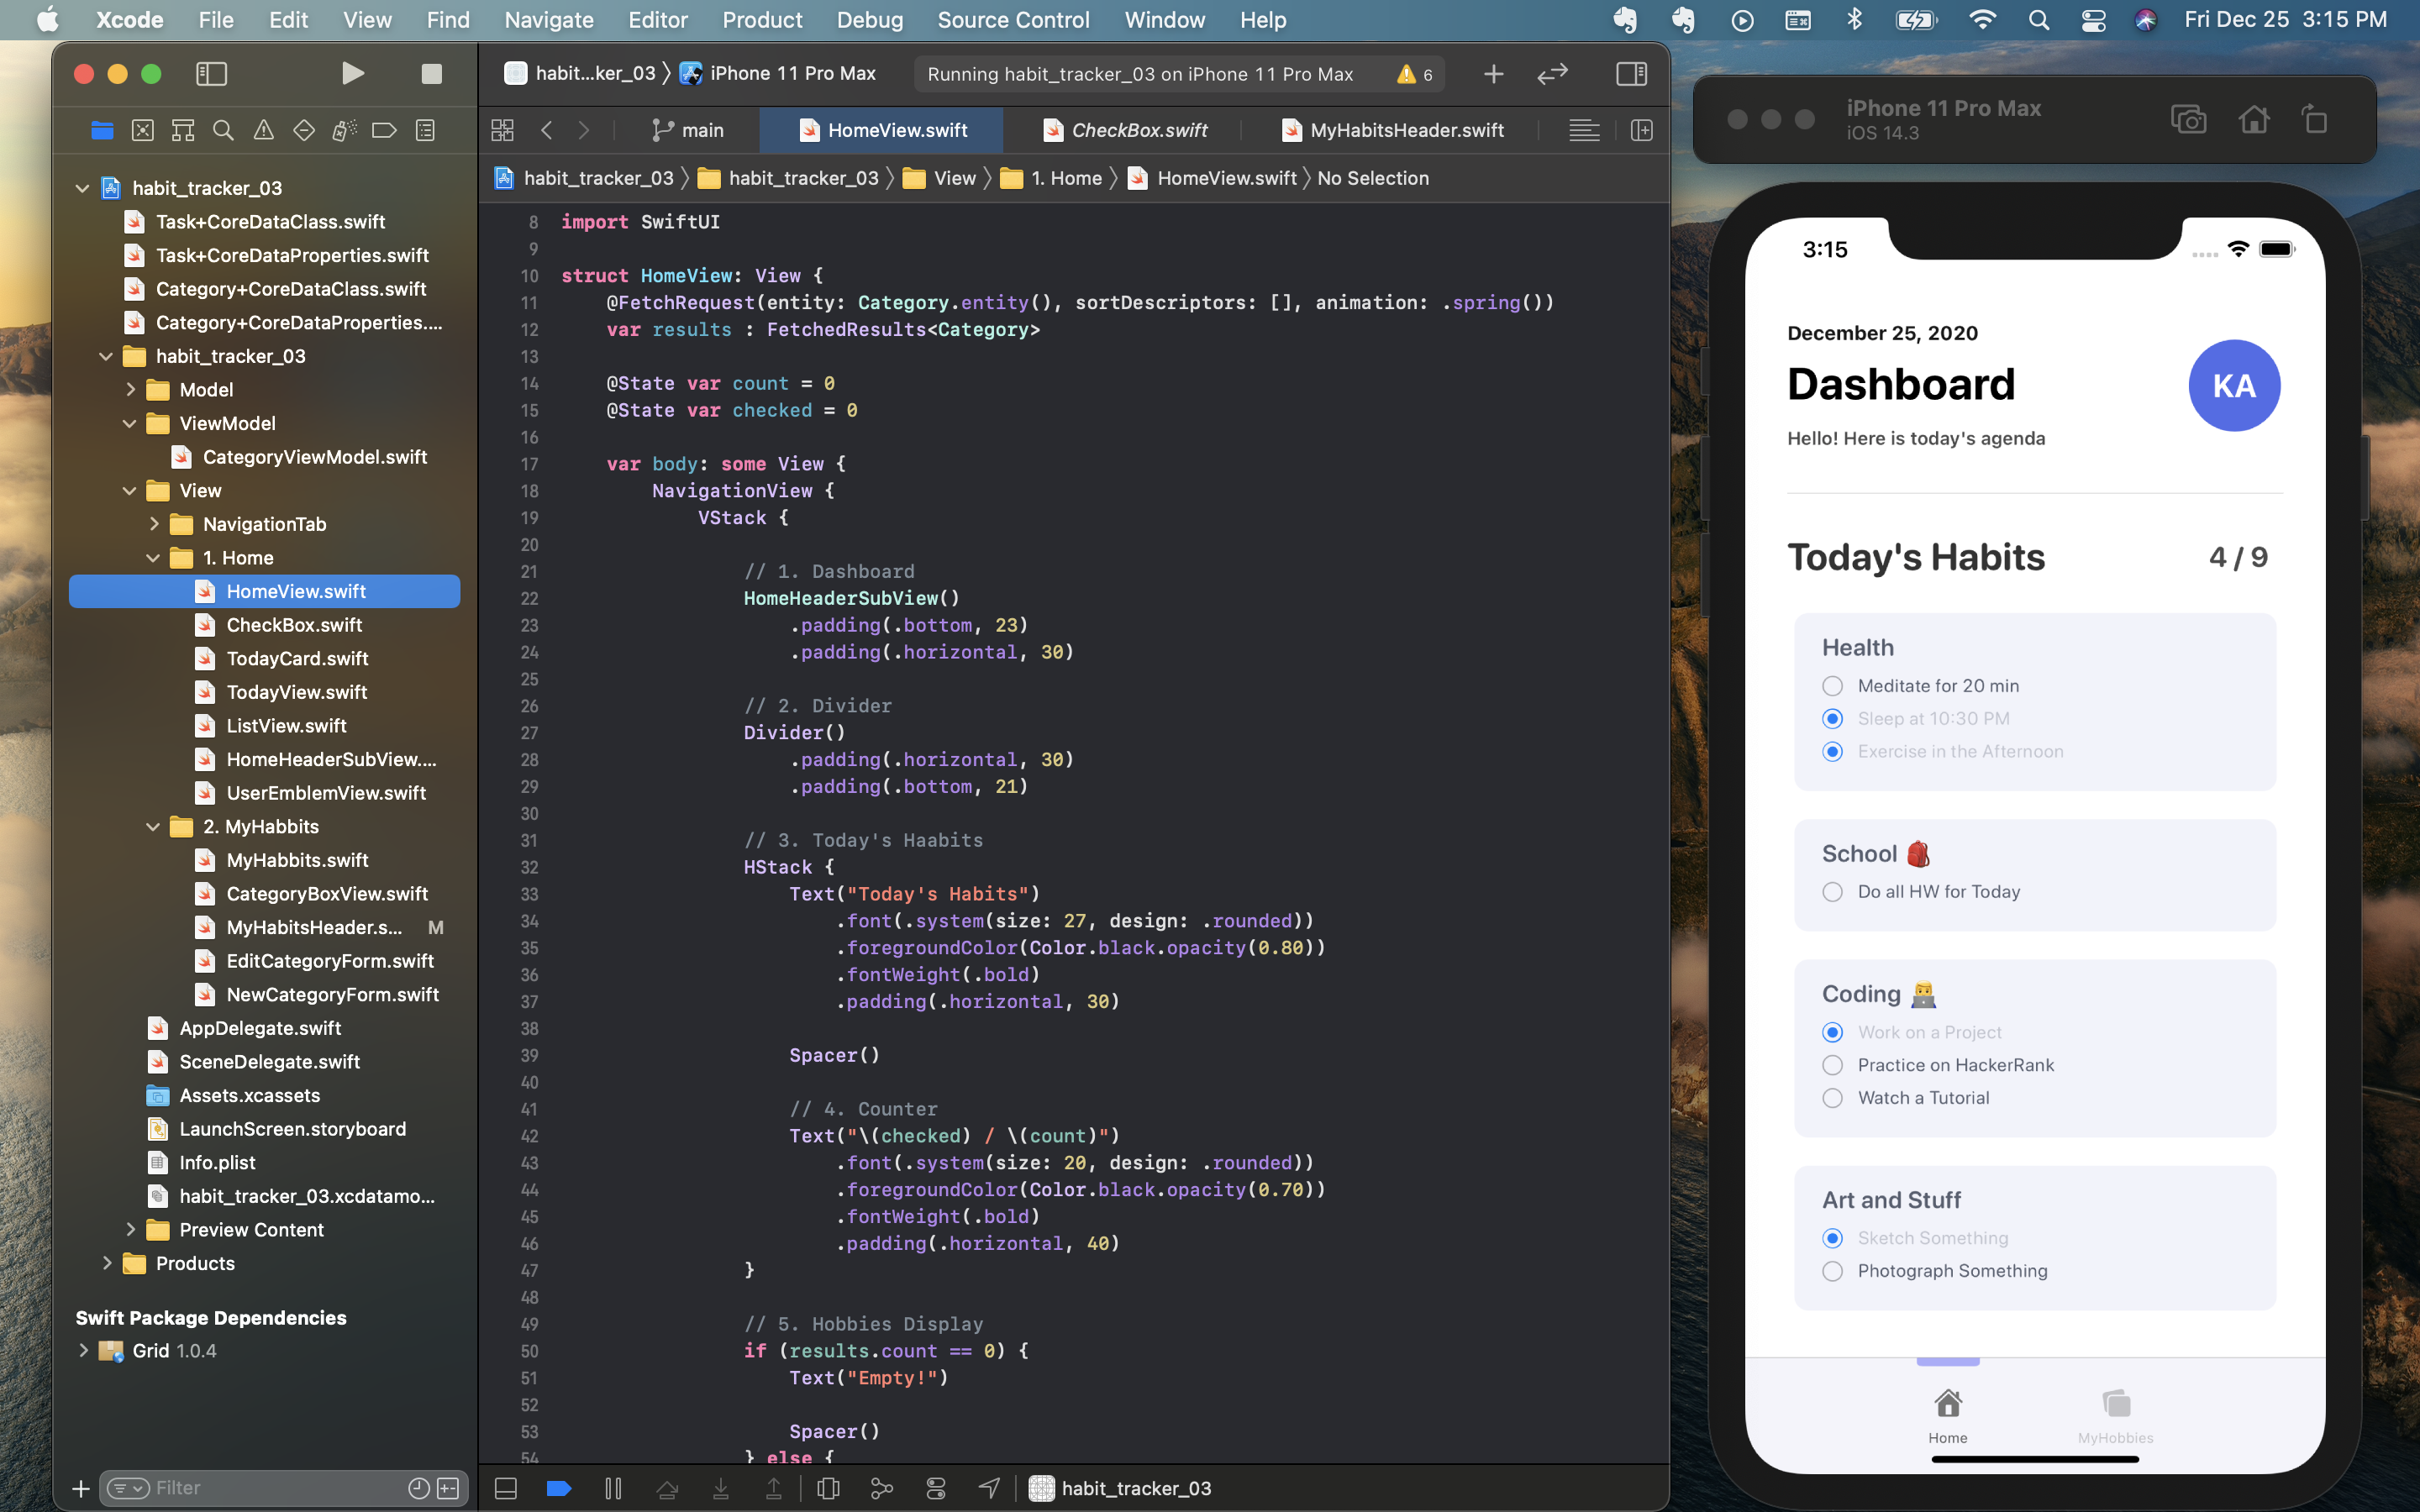 Xcode File Edit View Find Navigate Editor Product Debug Source Control Window Help
Fri Dec 25 3:15 PM
habit...ker_03 iPhone 11 Pro Max
Running habit_tracker_03 on iPhone 11 Pro Max 6
main
HomeView.swift
CheckBox.swift
MyHabitsHeader.swift
habit_tracker_03 habit_tracker_03 View 1. Home HomeView.swift No Selection
habit_tracker_03
Task+CoreDataClass.swift
Task+CoreDataProperties.swift
Category+CoreDataClass.swift
Category+CoreDataProperties....
habit_tracker_03
Model
ViewModel
CategoryViewModel.swift
View
NavigationTab
1. Home
HomeView.swift
CheckBox.swift
TodayCard.swift
TodayView.swift
ListView.swift
HomeHeaderSubView....
UserEmblemView.swift
2. MyHabbits
MyHabbits.swift
CategoryBoxView.swift
MyHabitsHeader.s... M
EditCategoryForm.swift
NewCategoryForm.swift
AppDelegate.swift
SceneDelegate.swift
Assets.xcassets
LaunchScreen.storyboard
Info.plist
habit_tracker_03.xcdatamo...
Preview Content
Products
Swift Package Dependencies
Grid 1.0.4
Filter
8 import SwiftUI
9
10 struct HomeView: View {
11 @FetchRequest(entity: Category.entity(), sortDescriptors: [], animation: .spring())
12 var results : FetchedResults<Category>
13
14 @State var count = 0
15 @State var checked = 0
16
17 var body: some View {
18 NavigationView {
19 VStack {
20
21 // 1. Dashboard
22 HomeHeaderSubView()
23 .padding(.bottom, 23)
24 .padding(.horizontal, 30)
25
26 // 2. Divider
27 Divider()
28 .padding(.horizontal, 30)
29 .padding(.bottom, 21)
30
31 // 3. Today's Haabits
32 HStack {
33 Text("Today's Habits")
34 .font(.system(size: 27, design: .rounded))
35 .foregroundColor(Color.black.opacity(0.80))
36 .fontWeight(.bold)
37 .padding(.horizontal, 30)
38
39 Spacer()
40
41 // 4. Counter
42 Text("\(checked) / \(count)")
43 .font(.system(size: 20, design: .rounded))
44 .foregroundColor(Color.black.opacity(0.70))
45 .fontWeight(.bold)
46 .padding(.horizontal, 40)
47 }
48
49 // 5. Hobbies Display
50 if (results.count == 0) {
51 Text("Empty!")
52
53 Spacer()
54 } else {
habit_tracker_03
iPhone 11 Pro Max
iOS 14.3
3:15
December 25, 2020
Dashboard
KA
Hello! Here is today's agenda
Today's Habits 4 / 9
Health
Meditate for 20 min
Sleep at 10:30 PM
Exercise in the Afternoon
School
Do all HW for Today
Coding
Work on a Project
Practice on HackerRank
Watch a Tutorial
Art and Stuff
Sketch Something
Photograph Something
Home
MyHobbies